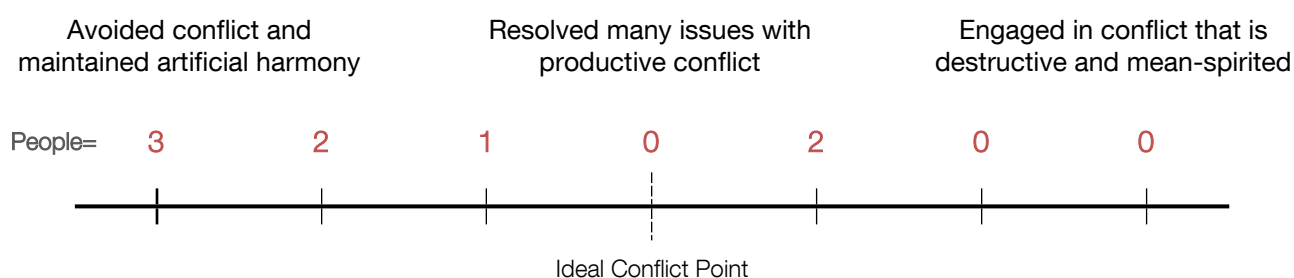 Avoided conflict and
maintained artificial harmony
Resolved many issues with
productive conflict
Engaged in conflict that is
destructive and mean-spirited
People= 3 2 1 0 2 0 0
Ideal Conflict Point